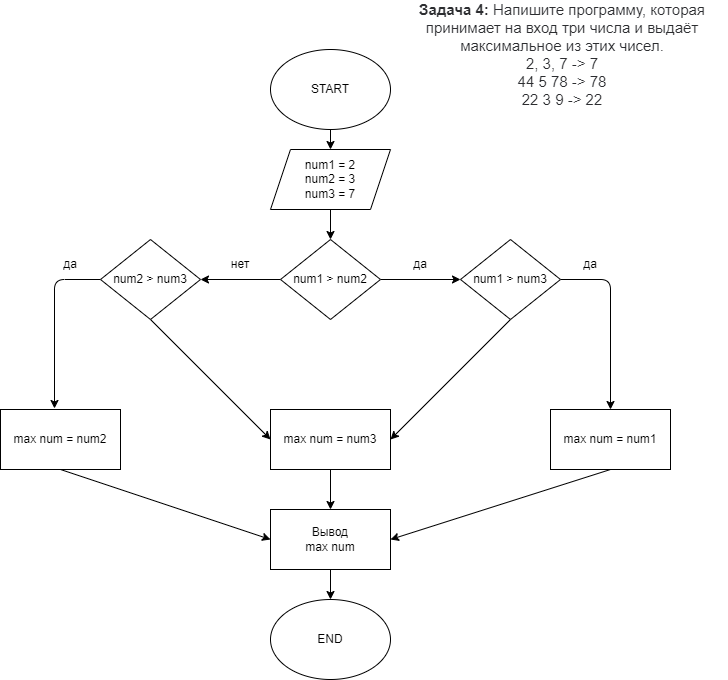 Задача 4: Напишите программу, которая
принимает на вход три числа и выдаёт
максимальное из этих чисел.
2, 3, 7 -> 7
44 5 78 -> 78
22 3 9 -> 22
START
num1 = 2
num2 = 3
num3 = 7
да
num2 > num3
нет
num1 > num2
да
num1 > num3
да
max num = num2
max num = num3
max num = num1
Вывод
max num
END